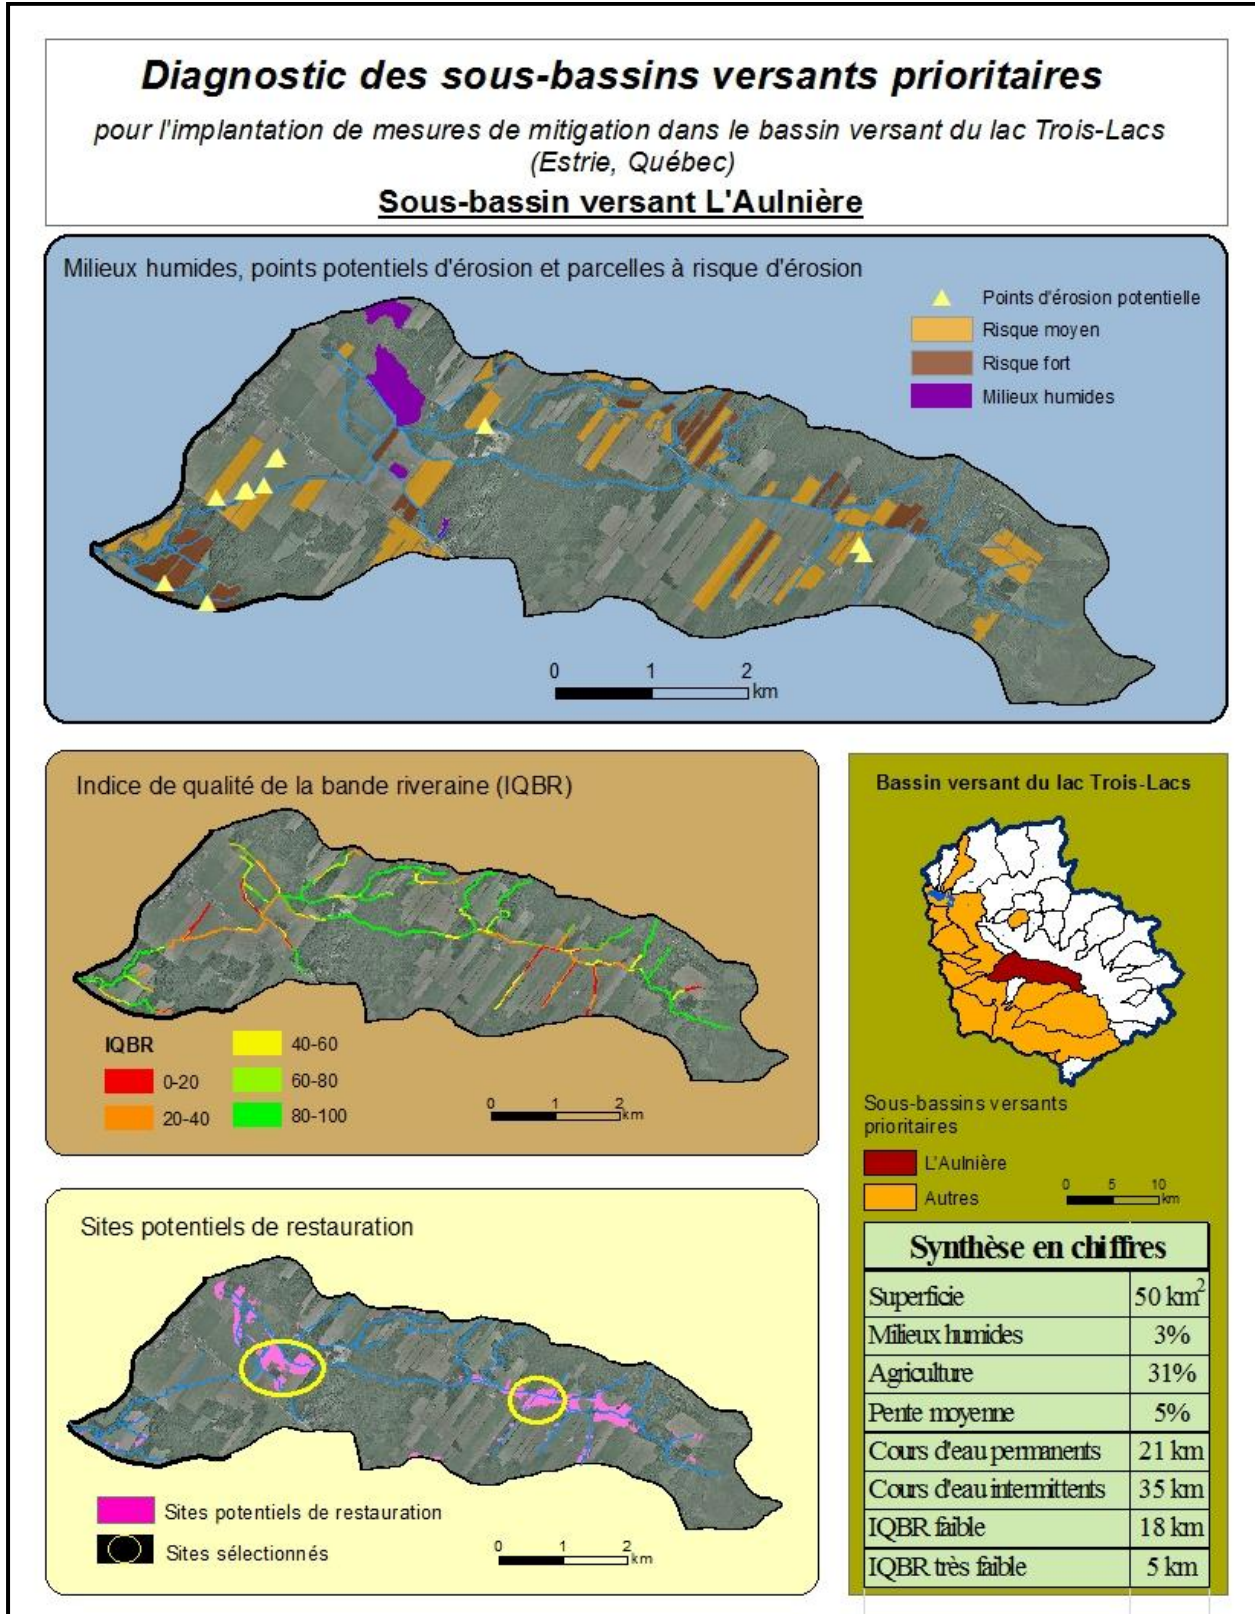 Diagnostic des sous-bassins versants prioritaires
pour l'implantation de mesures de mitigation dans le bassin versant du lac Trois-Lacs
(Estrie, Québec)
Sous-bassin versant L'Aulnière
Milieux humides, points potentiels d'érosion et parcelles à risque d'érosion
Points d'érosion potentielle
Risque moyen
Risque fort
Milieux humides
0 1 2
km
Indice de qualité de la bande riveraine (IQBR)
IQBR
0-20
20-40
40-60
60-80
80-100
0 1 2
km
Sites potentiels de restauration
Sites potentiels de restauration
Sites sélectionnés
0 1 2
km
Bassin versant du lac Trois-Lacs
Sous-bassins versants
prioritaires
L'Aulnière
Autres
0 5 10
km
Synthèse en chiffres
Superficie 50 km²
Milieux humides 3%
Agriculture 31%
Pente moyenne 5%
Cours d'eau permanents 21 km
Cours d'eau intermittents 35 km
IQBR faible 18 km
IQBR très faible 5 km